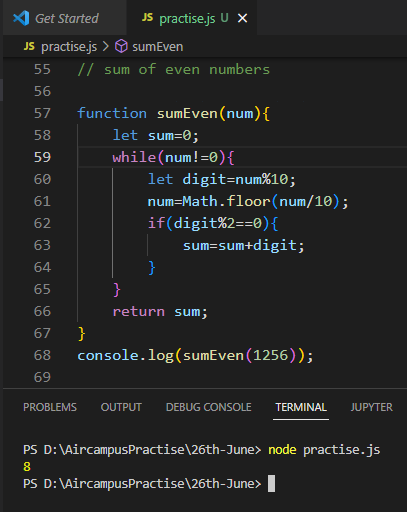 Get Started JS practise.js U ×
JS practise.js > sumEven
55 // sum of even numbers
56
57 function sumEven(num){
58 let sum=0;
59 while(num!=0){
60 let digit=num%10;
61 num=Math.floor(num/10);
62 if(digit%2==0){
63 sum=sum+digit;
64 }
65 }
66 return sum;
67 }
68 console.log(sumEven(1256));
69
PROBLEMS OUTPUT DEBUG CONSOLE TERMINAL JUPYTER
PS D:\AircampusPractise\26th-June> node practise.js
8
PS D:\AircampusPractise\26th-June>